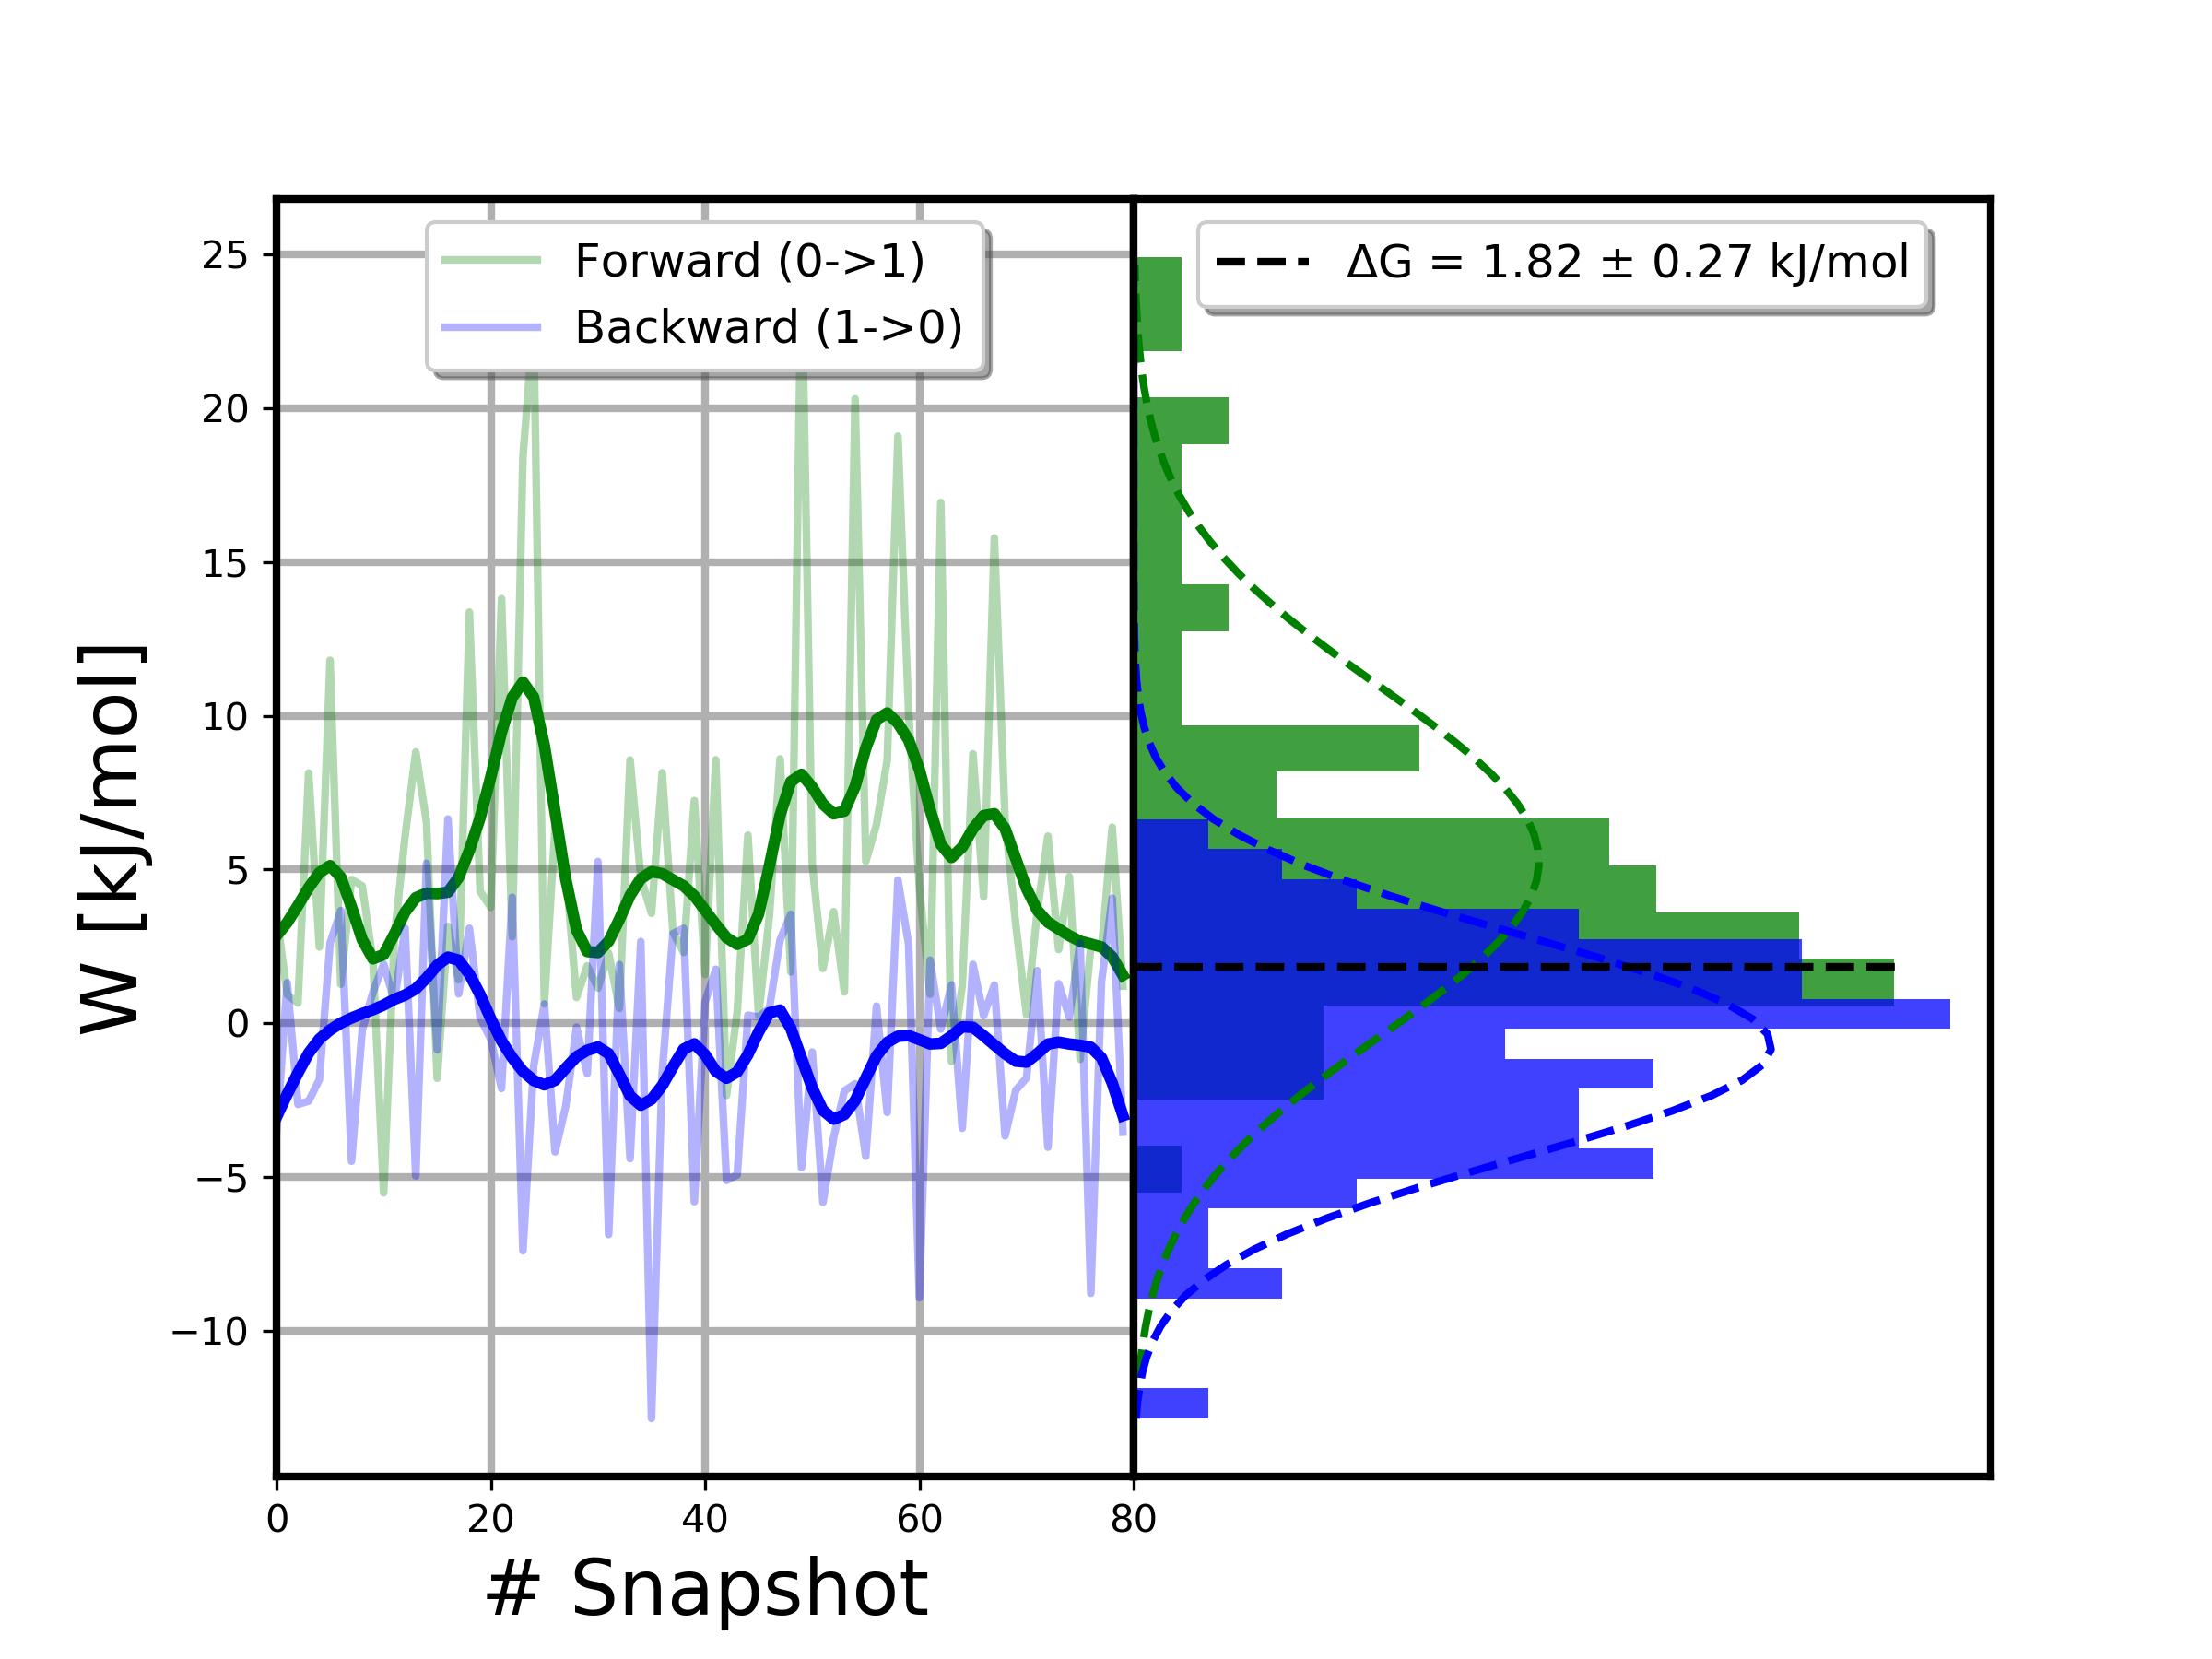 Forward (0->1)
Backward (1->0)
ΔG = 1.82 ± 0.27 kJ/mol
W [kJ/mol]
25
20
15
10
5
0
−5
−10
0 20 40 60 80
# Snapshot